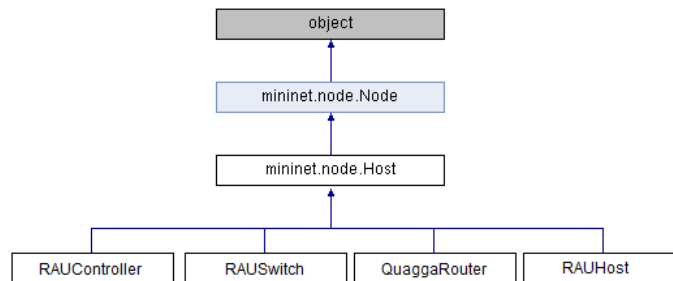 object
mininet.node.Node
mininet.node.Host
RAUController
RAUSwitch
QuaggaRouter
RAUHost